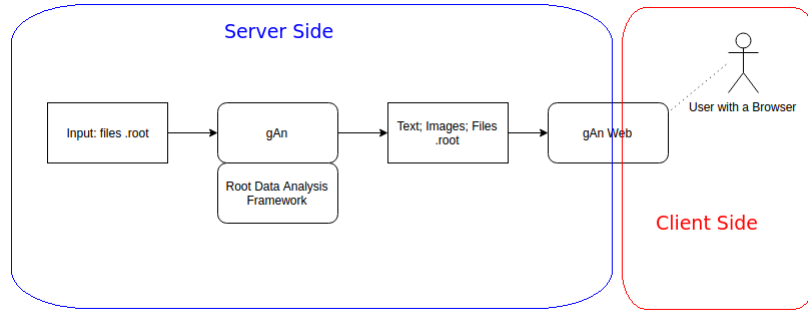 Server Side
Input: files .root
gAn
Root Data Analysis
Framework
Text; Images; Files
.root
gAn Web
User with a Browser
Client Side